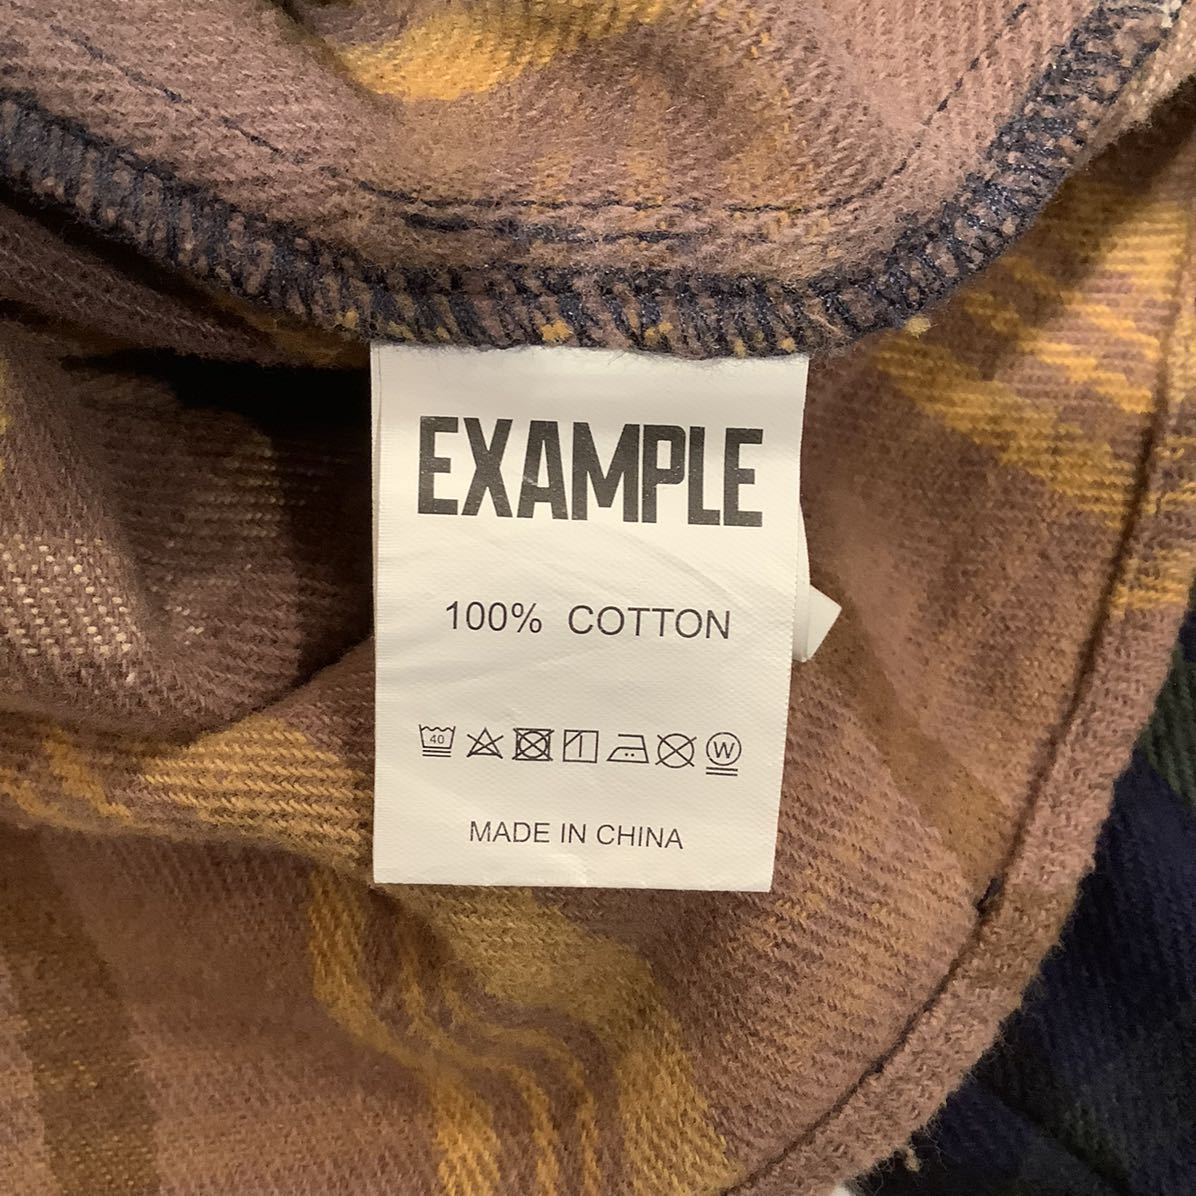 EXAMPLE
100% COTTON
40 W
MADE IN CHINA